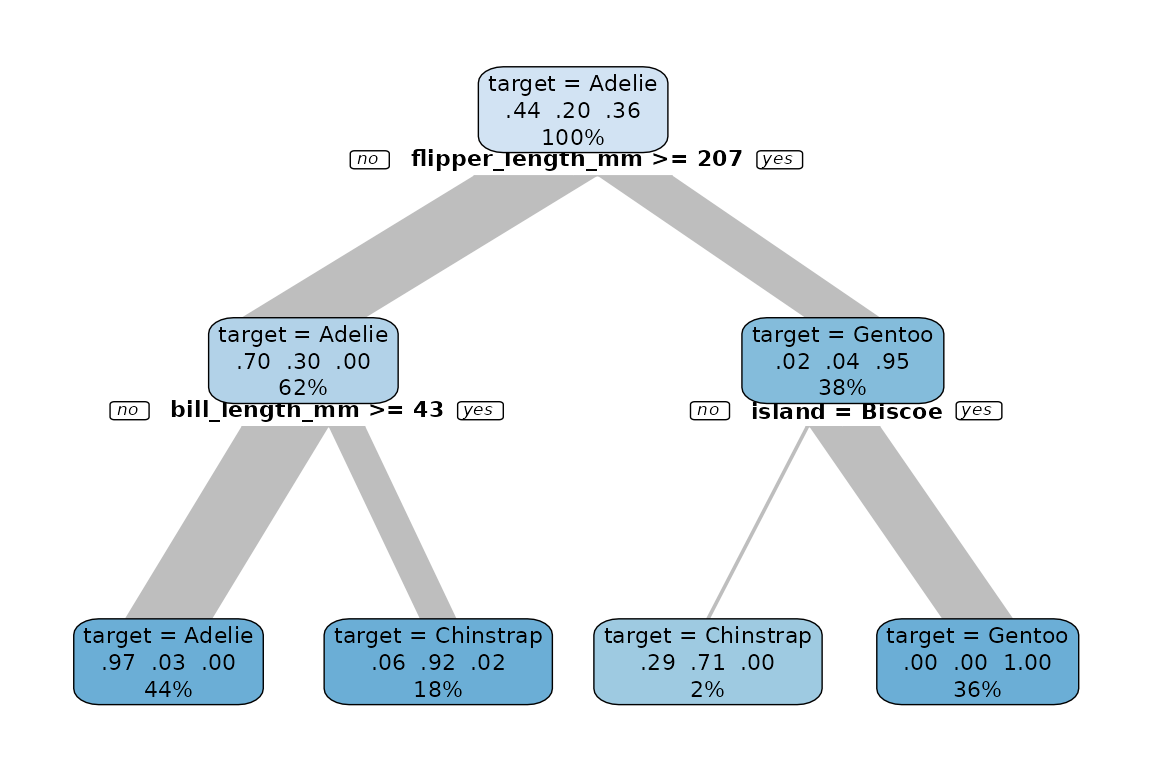 target = Adelie
.44 .20 .36
100%
no flipper_length_mm >= 207 yes
target = Adelie
.70 .30 .00
62%
target = Gentoo
.02 .04 .95
38%
no bill_length_mm >= 43 yes
no island = Biscoe yes
target = Adelie
.97 .03 .00
44%
target = Chinstrap
.06 .92 .02
18%
target = Chinstrap
.29 .71 .00
2%
target = Gentoo
.00 .00 1.00
36%